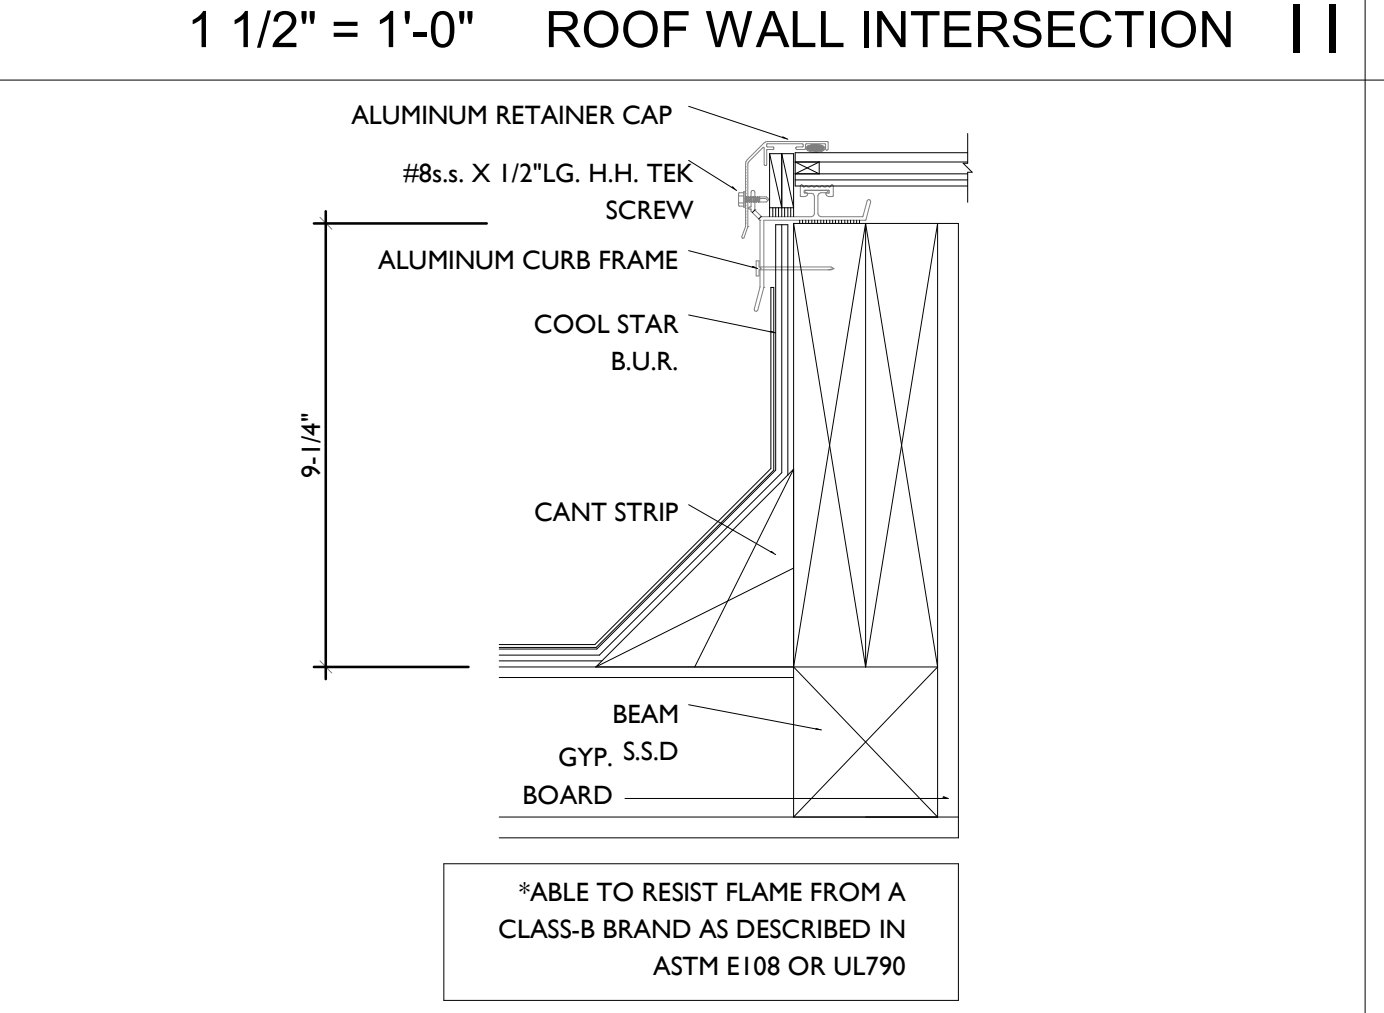 1 1/2" = 1'-0" ROOF WALL INTERSECTION 11
ALUMINUM RETAINER CAP
#8s.s. X 1/2"LG. H.H. TEK
SCREW
ALUMINUM CURB FRAME
COOL STAR
B.U.R.
9-1/4"
CANT STRIP
BEAM
S.S.D
GYP.
BOARD
*ABLE TO RESIST FLAME FROM A
CLASS-B BRAND AS DESCRIBED IN
ASTM E108 OR UL790